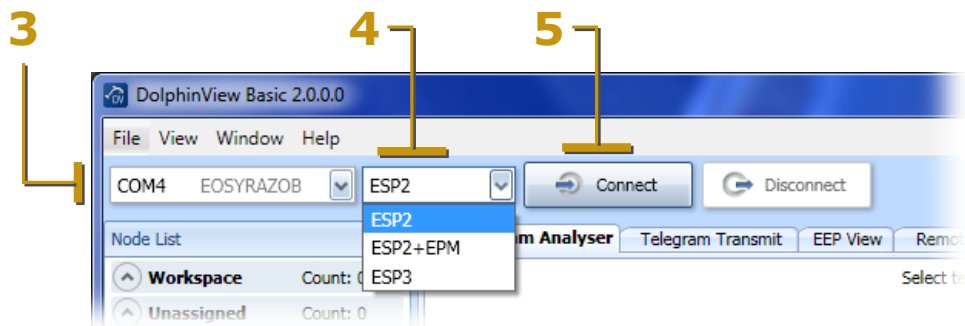 3 4 5
DolphinView Basic 2.0.0.0
File View Window Help
COM4 EOSYRAZOB ESP2 Connect Disconnect
ESP2
ESP2+EPM
ESP3
Node List Analyser Telegram Transmit EEP View
Workspace Count: Select
Unassigned Count: 0